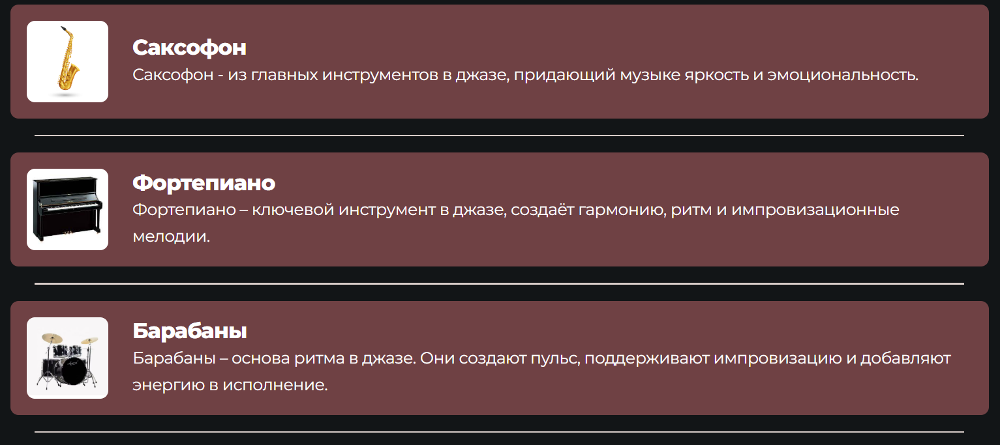 Саксофон
Саксофон - из главных инструментов в джазе, придающий музыке яркость и эмоциональность.
Фортепиано
Фортепиано – ключевой инструмент в джазе, создаёт гармонию, ритм и импровизационные
мелодии.
Барабаны
Барабаны – основа ритма в джазе. Они создают пульс, поддерживают импровизацию и добавляют
энергию в исполнение.